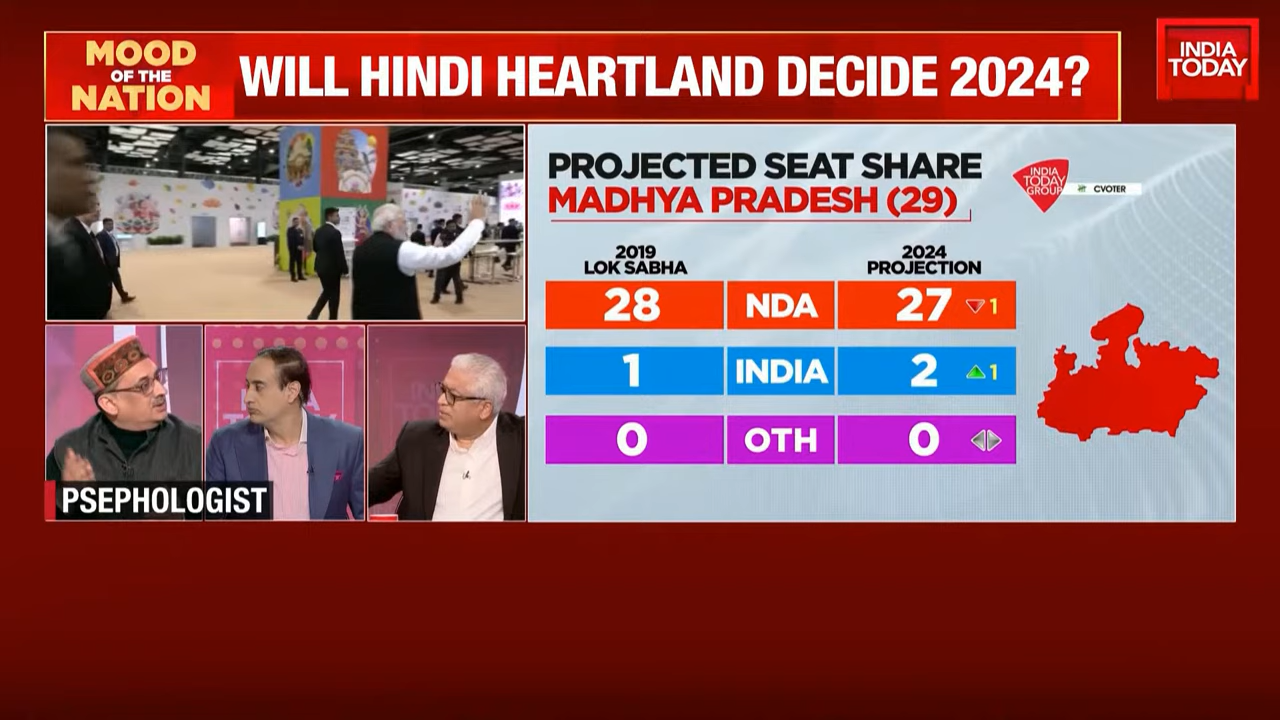 MOOD
OF THE
NATION
WILL HINDI HEARTLAND DECIDE 2024?
INDIA
TODAY
PROJECTED SEAT SHARE
MADHYA PRADESH (29)
INDIA
TODAY
GROUP
CVOTER
2019
LOK SABHA
2024
PROJECTION
28 NDA 27 1
1 INDIA 2 1
0 OTH 0
PSEPHOLOGIST